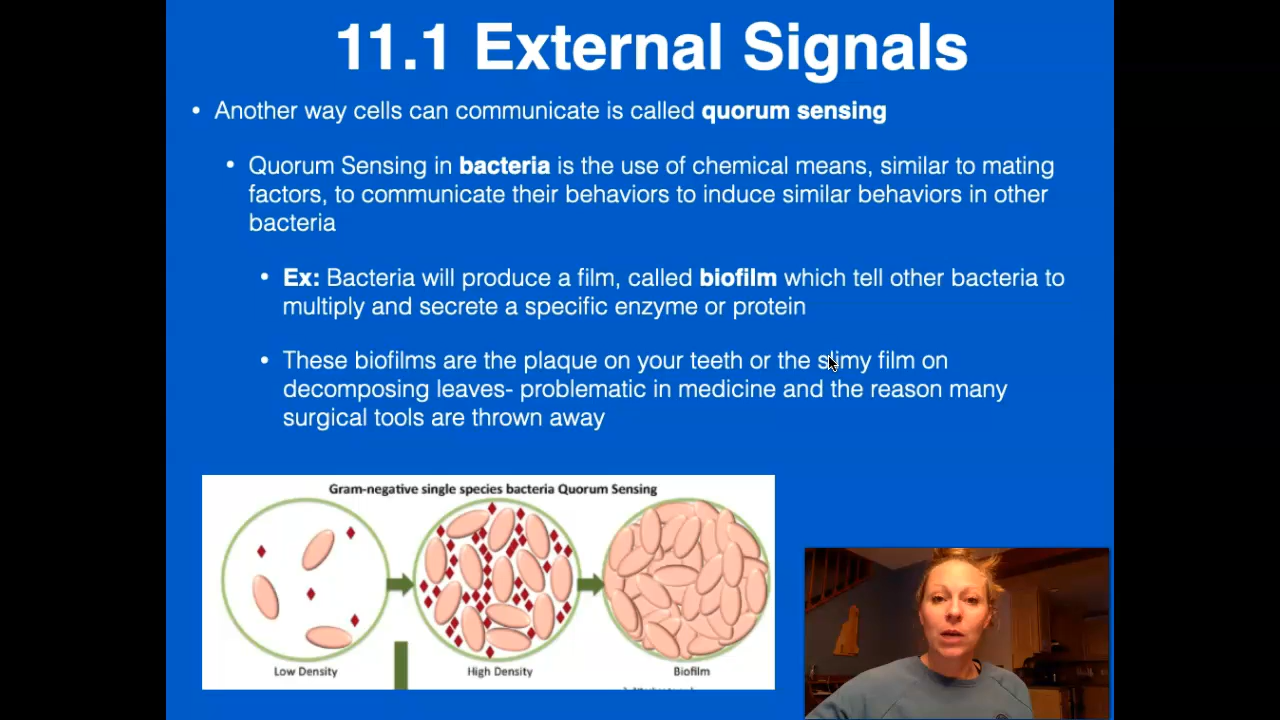 11.1 External Signals
• Another way cells can communicate is called quorum sensing
• Quorum Sensing in bacteria is the use of chemical means, similar to mating
factors, to communicate their behaviors to induce similar behaviors in other
bacteria
• Ex: Bacteria will produce a film, called biofilm which tell other bacteria to
multiply and secrete a specific enzyme or protein
• These biofilms are the plaque on your teeth or the slimy film on
decomposing leaves- problematic in medicine and the reason many
surgical tools are thrown away
Gram-negative single species bacteria Quorum Sensing
Low Density
High Density
Biofilm